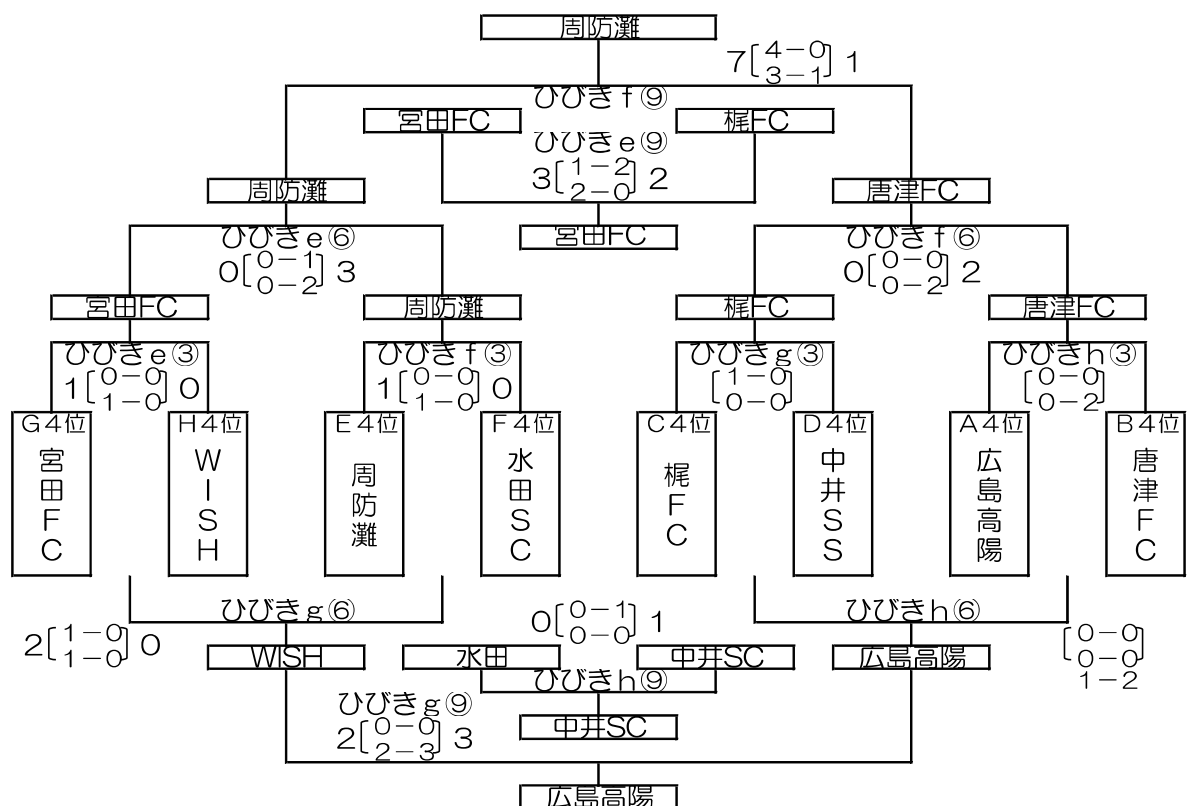 周防灘
7［4－0 3－1］1
ひびきf⑨
宮田FC 梶FC
ひびきe⑨
3［1－2 2－0］2
周防灘 唐津FC
宮田FC
ひびきe⑥ ひびきf⑥
0［0－1 0－2］3 0［0－0 0－2］2
宮田FC 周防灘 梶FC 唐津FC
ひびきe③ ひびきf③ ひびきg③ ひびきh③
1［0－0 1－0］0 1［0－0 1－0］0 ［1－0 0－0］ ［0－0 0－2］
G4位 H4位 E4位 F4位 C4位 D4位 A4位 B4位
宮田FC WISH 周防灘 水田SC 梶FC 中井SS 広島高陽 唐津FC
ひびきg⑥ ひびきh⑥
2［1－0 1－0］0 0［0－1 0－0］1 ［0－0 0－0］
1－2
WISH 水田 中井SC 広島高陽
ひびきh⑨
ひびきg⑨
2［0－0 2－3］3
中井SC
広島高陽